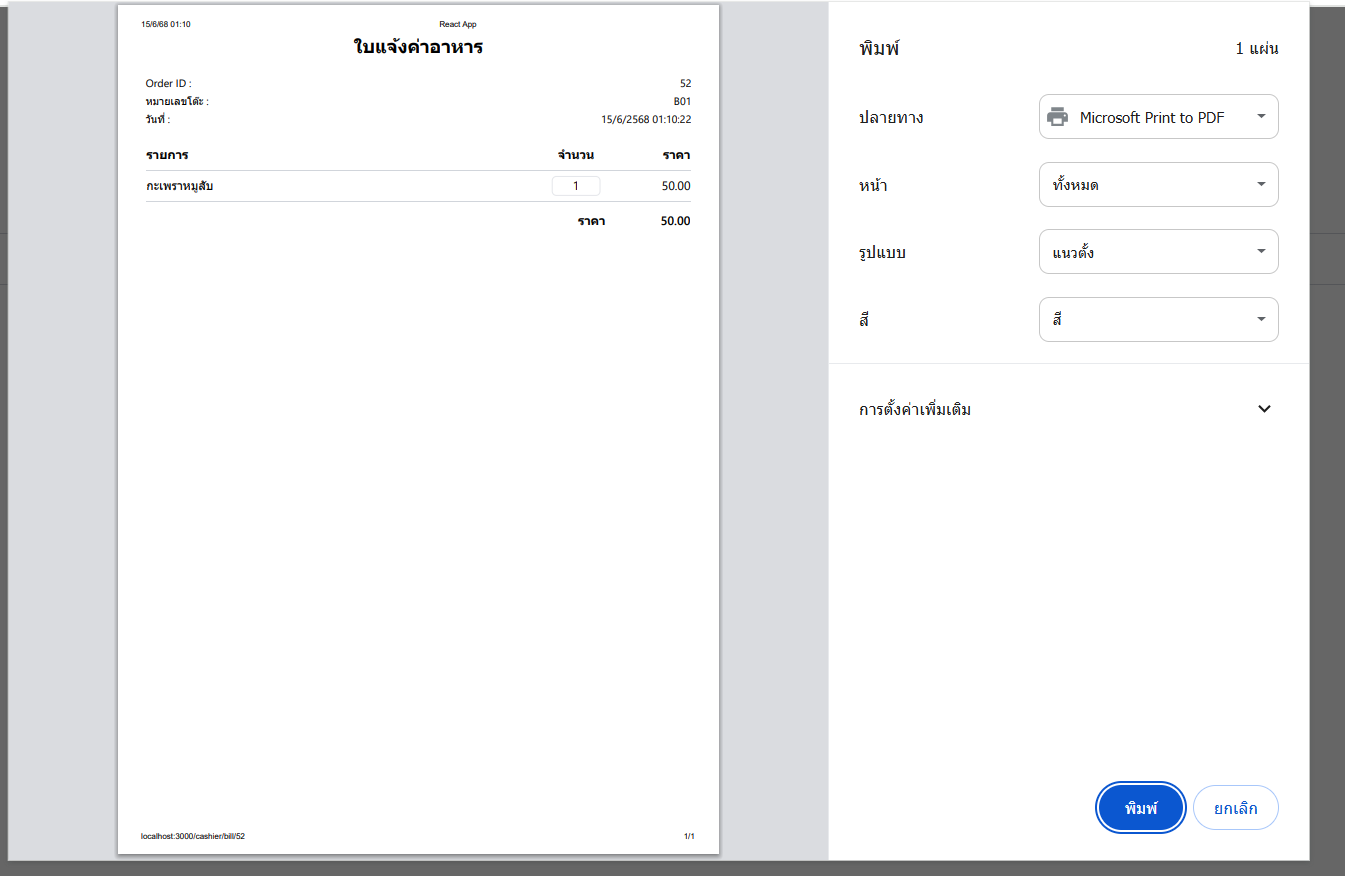 15/6/68 01:10 React App
ใบแจ้งค่าอาหาร
Order ID : 52
หมายเลขโต๊ะ : B01
วันที่ : 15/6/2568 01:10:22
รายการ จำนวน ราคา
กะเพราหมูสับ 1 50.00
ราคา 50.00
localhost:3000/cashier/bill/52 1/1
พิมพ์ 1 แผ่น
ปลายทาง Microsoft Print to PDF
หน้า ทั้งหมด
รูปแบบ แนวตั้ง
สี สี
การตั้งค่าเพิ่มเติม
พิมพ์ ยกเลิก